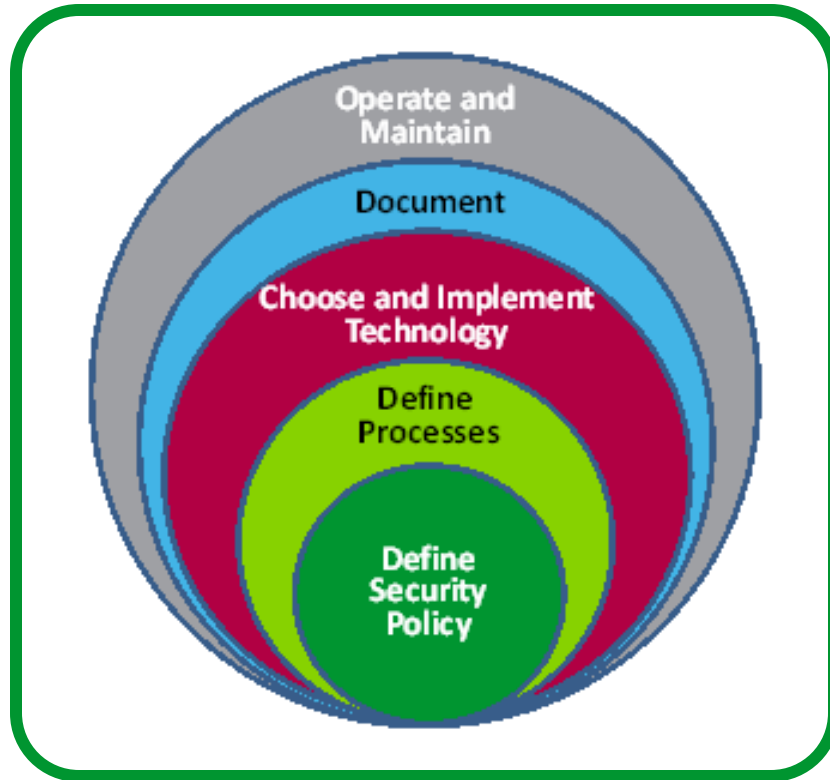 Operate and
Maintain
Document
Choose and Implement
Technology
Define
Processes
Define
Security
Policy